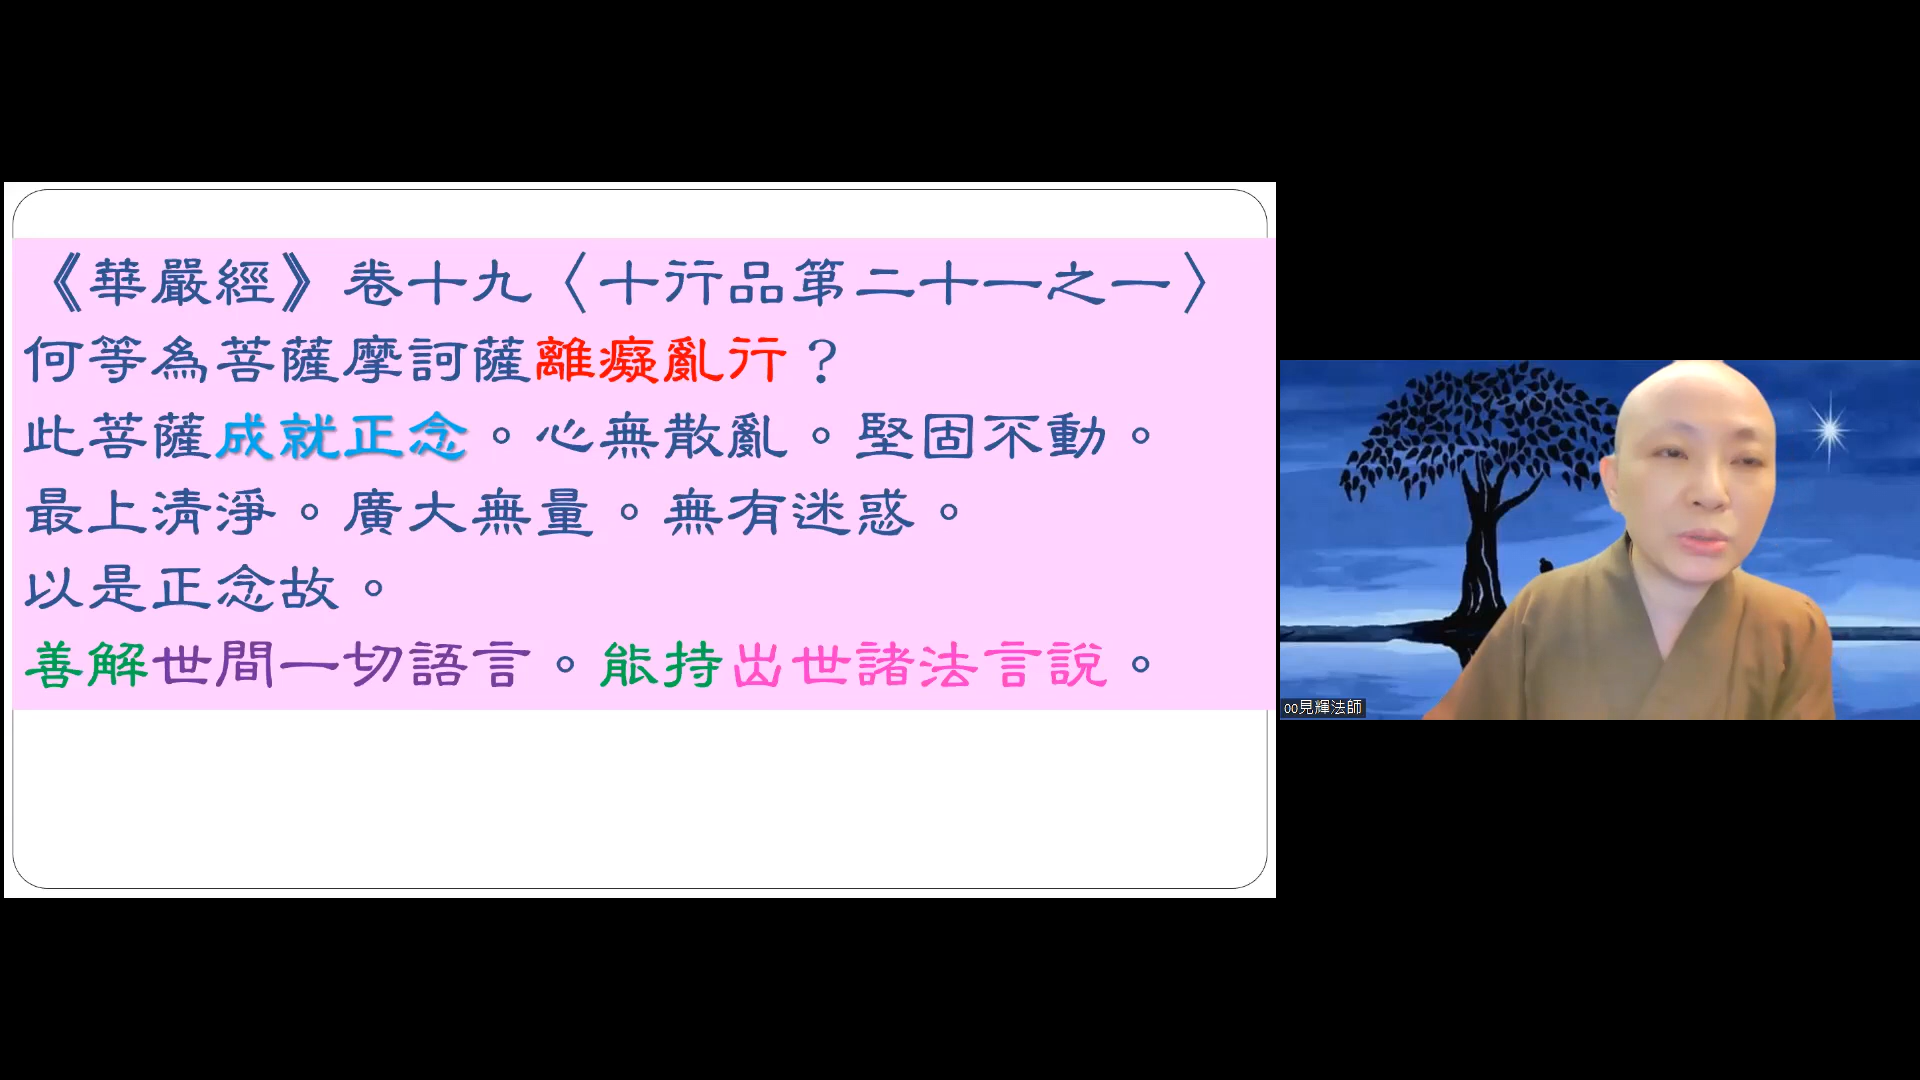 《華嚴經》卷十九〈十行品第二十一之一〉
何等為菩薩摩訶薩離癡亂行？
此菩薩成就正念。心無散亂。堅固不動。
最上清淨。廣大無量。無有迷惑。
以是正念故。
善解世間一切語言。能持出世諸法言說。
oo見輝法師